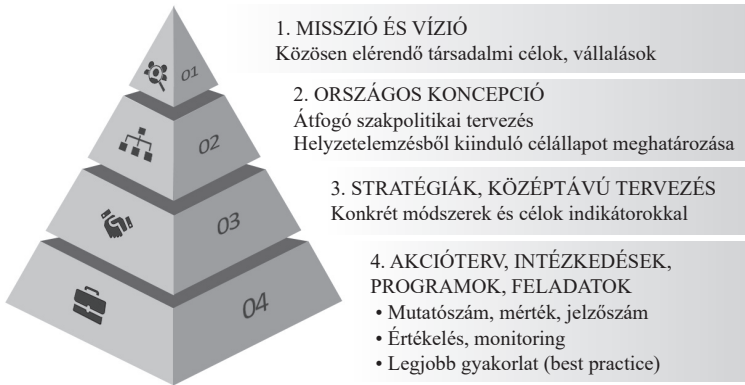 1. MISSZIÓ ÉS VÍZIÓ
Közösen elérendő társadalmi célok, vállalások
01
2. ORSZÁGOS KONCEPCIÓ
Átfogó szakpolitikai tervezés
Helyzetelemzésből kiinduló célállapot meghatározása
02
3. STRATÉGIÁK, KÖZÉPTÁVÚ TERVEZÉS
Konkrét módszerek és célok indikátorokkal
03
4. AKCIÓTERV, INTÉZKEDÉSEK,
PROGRAMOK, FELADATOK
• Mutatószám, mérték, jelzőszám
• Értékelés, monitoring
• Legjobb gyakorlat (best practice)
04